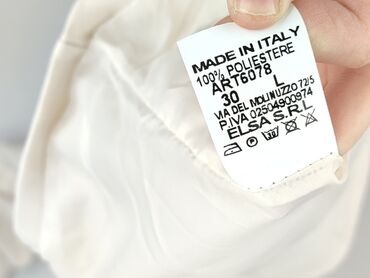 MADE IN ITALY
100% POLIESTERE
ART6078
30 L
VIA DEL MOLINUZZO 72/5
P.IVA 02504900974
ELSA S.R.L